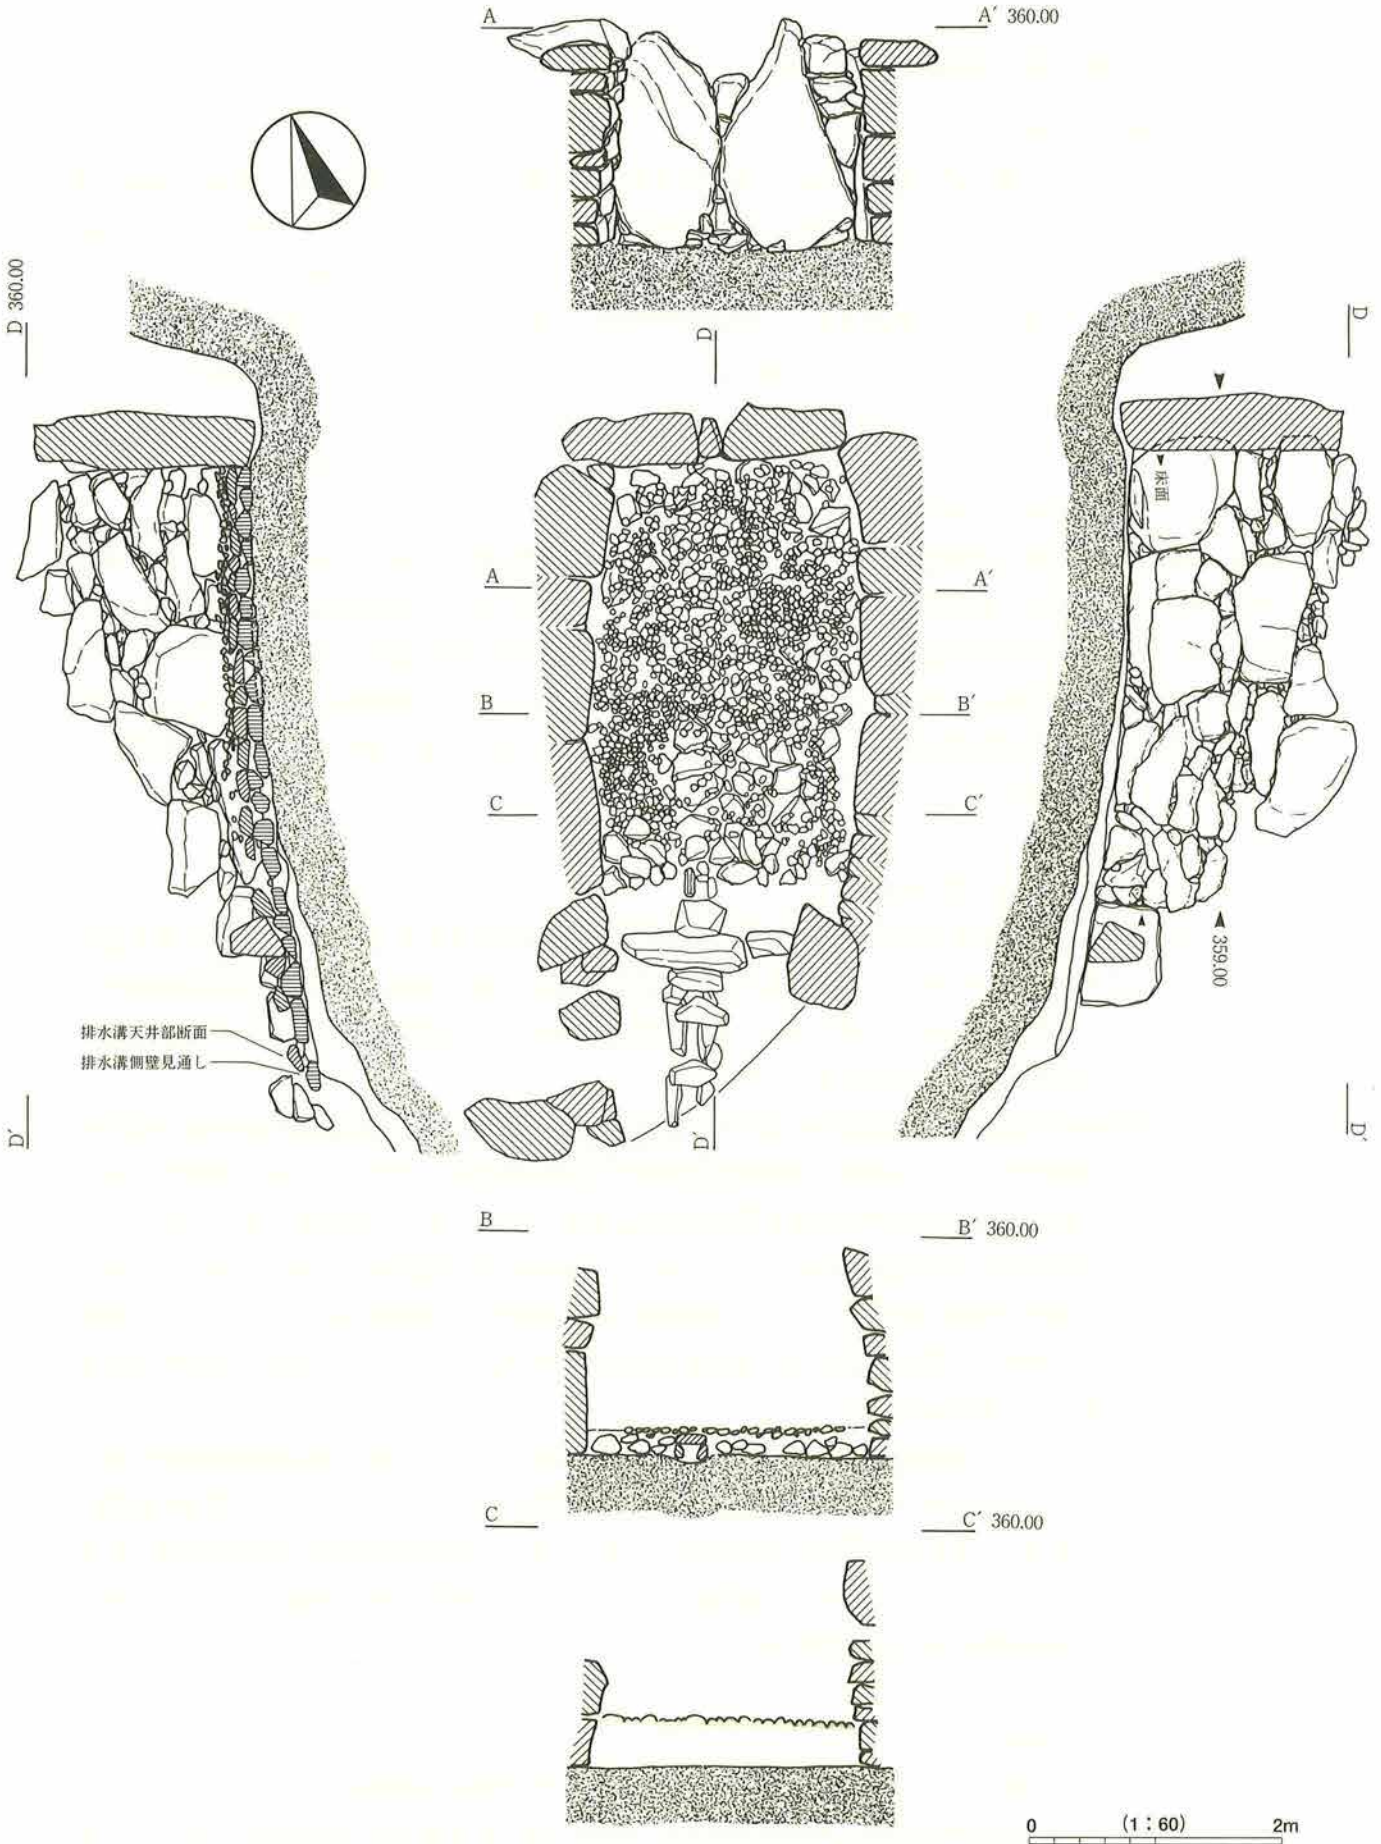 A
A′ 360.00
D 360.00
D
D
床面
A
A′
B
B′
C
C′
359.00
排水溝天井部断面
排水溝側壁見通し
D′
D′
D′
B
B′ 360.00
C
C′ 360.00
0 (1：60) 2m